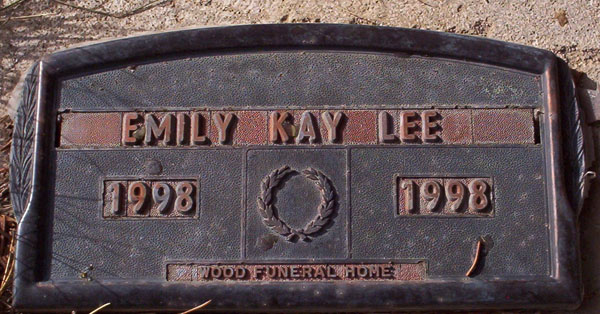 EMILY KAY LEE
1998 1998
WOOD FUNERAL HOME